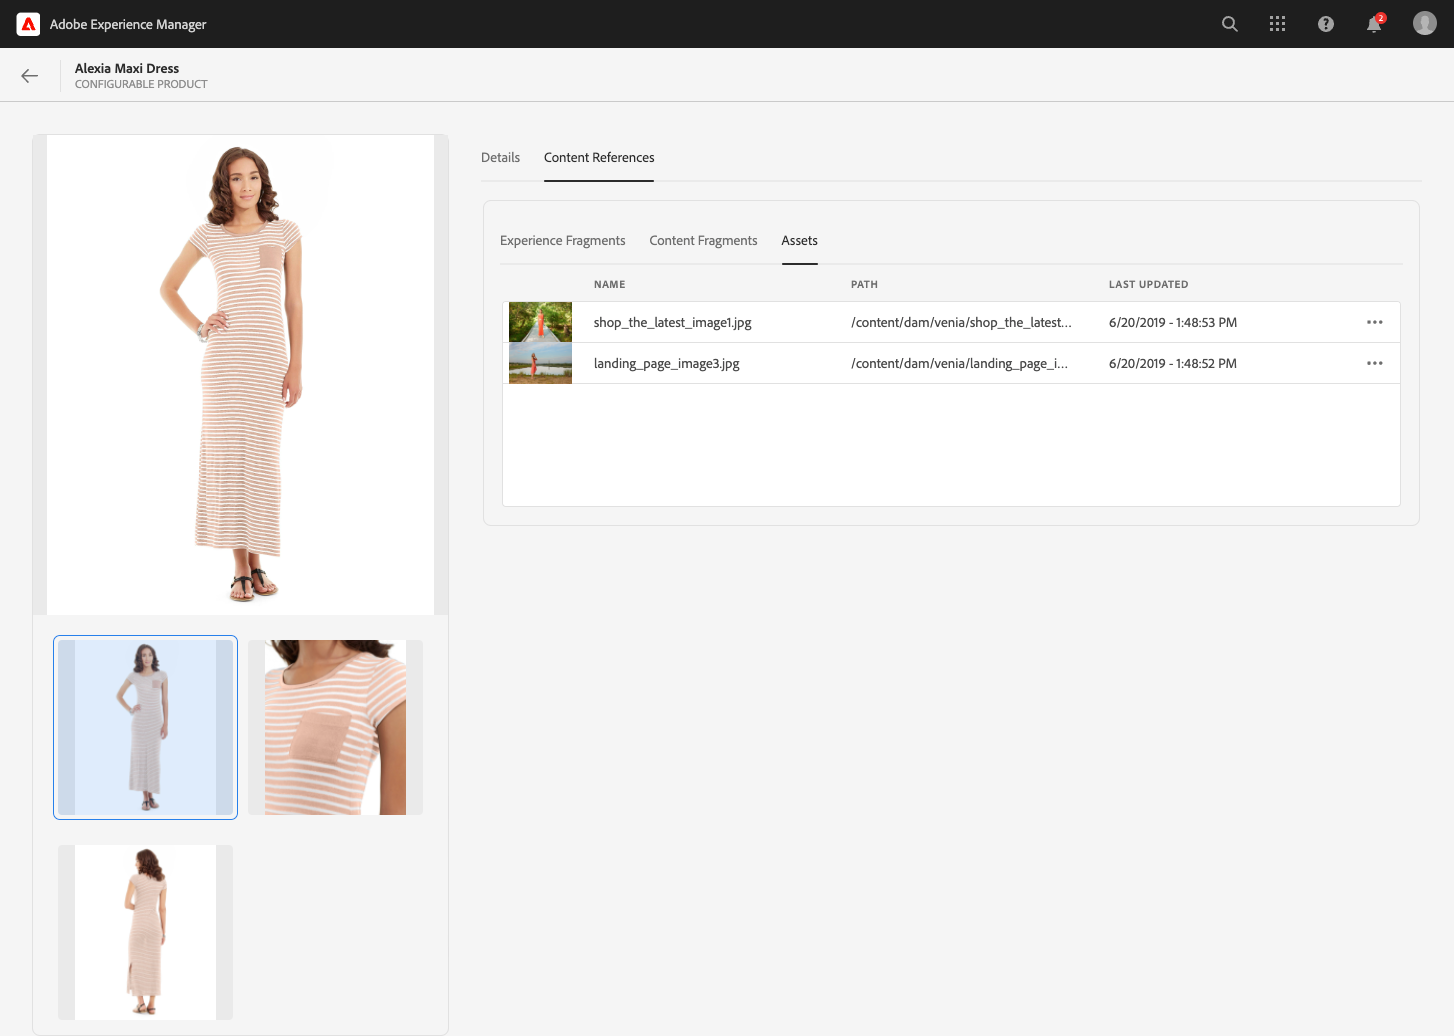 Adobe Experience Manager
2
Alexia Maxi Dress
CONFIGURABLE PRODUCT
Details Content References
Experience Fragments Content Fragments Assets
NAME PATH LAST UPDATED
shop_the_latest_image1.jpg /content/dam/venia/shop_the_latest... 6/20/2019 - 1:48:53 PM
landing_page_image3.jpg /content/dam/venia/landing_page_i... 6/20/2019 - 1:48:52 PM